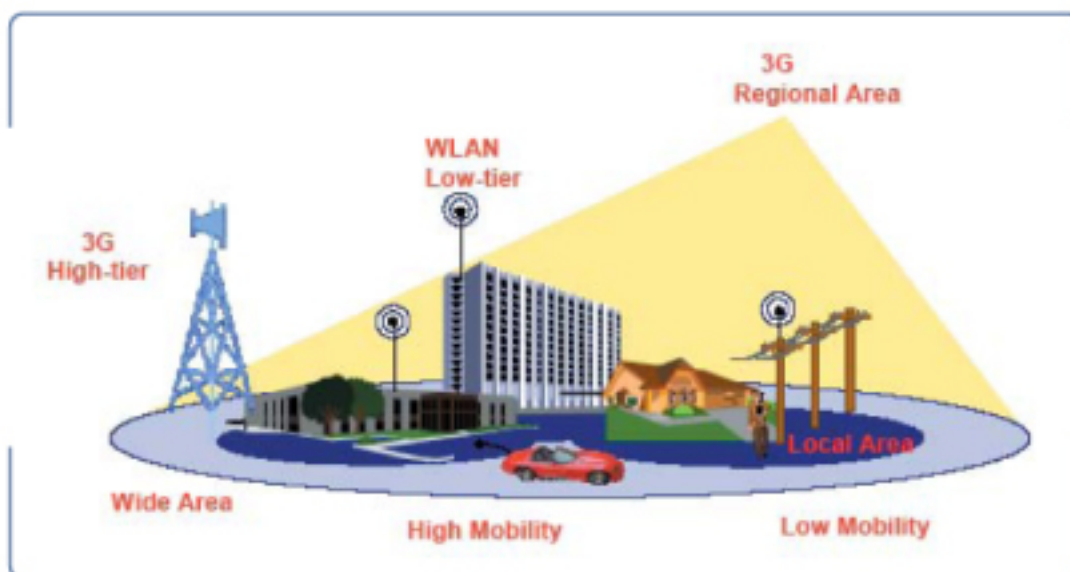 3G
Regional Area
WLAN
Low-tier
3G
High-tier
Local Area
Wide Area
High Mobility
Low Mobility